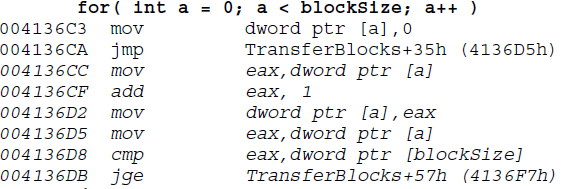 for( int a = 0; a < blockSize; a++ )
004136C3 mov dword ptr [a],0
004136CA jmp TransferBlocks+35h (4136D5h)
004136CC mov eax,dword ptr [a]
004136CF add eax, 1
004136D2 mov dword ptr [a],eax
004136D5 mov eax,dword ptr [a]
004136D8 cmp eax,dword ptr [blockSize]
004136DB jge TransferBlocks+57h (4136F7h)